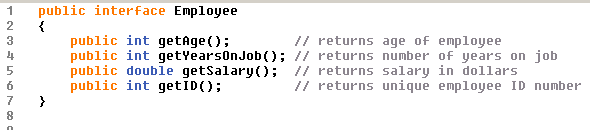 1 public interface Employee
2 {
3 public int getAge(); // returns age of employee
4 public int getYearsOnJob(); // returns number of years on job
5 public double getSalary(); // returns salary in dollars
6 public int getID(); // returns unique employee ID number
7 }
8